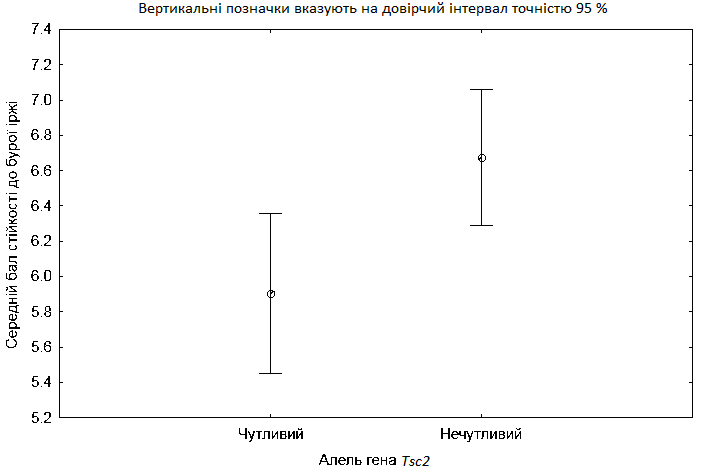 Вертикальні позначки вказують на довірчий інтервал точністю 95 %
7.4
7.2
7.0
6.8
6.6
6.4
6.2
6.0
5.8
5.6
5.4
5.2
Середній бал стійкості до бурої іржі
Чутливий
Нечутливий
Алель гена Tsc2